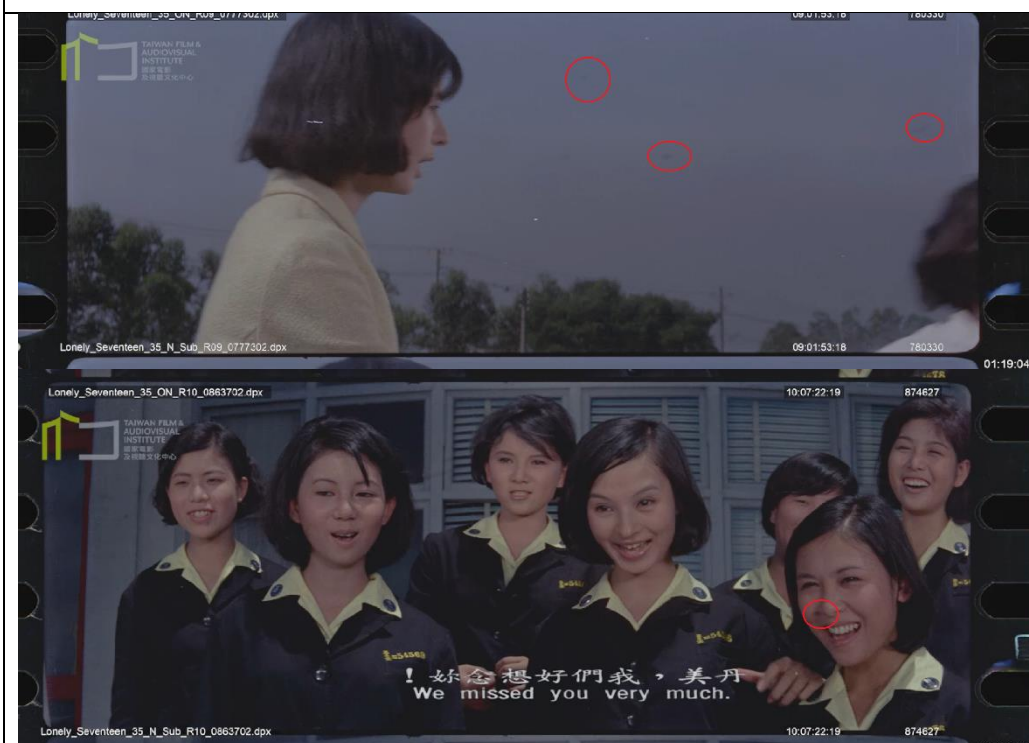 Lonely_Seventeen_35_ON_R09_0777302.dpx 09:01:53:18 780330
TAIWAN FILM &
AUDIOVISUAL
INSTITUTE
國家電影
及視聽文化中心
Lonely_Seventeen_35_N_Sub_R09_0777302.dpx 09:01:53:18 780330
01:19:04
Lonely_Seventeen_35_ON_R10_0863702.dpx 10:07:22:19 874627
TAIWAN FILM &
AUDIOVISUAL
INSTITUTE
國家電影
及視聽文化中心
丹美，我們好想念妳！
We missed you very much.
Lonely_Seventeen_35_N_Sub_R10_0863702.dpx 10:07:22:19 874627